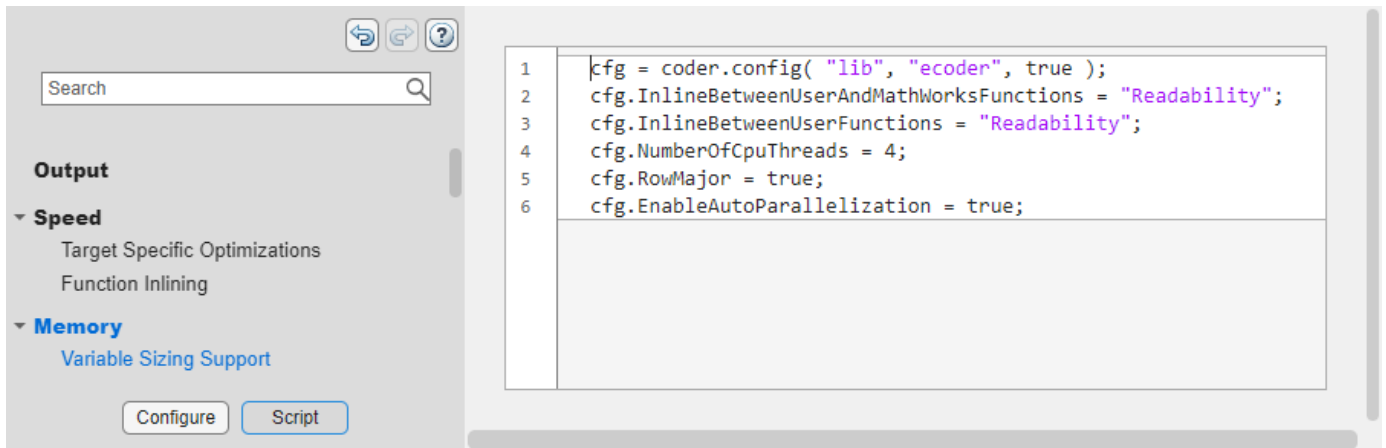 ?
Search
Output
Speed
Target Specific Optimizations
Function Inlining
Memory
Variable Sizing Support
Configure
Script
1 cfg = coder.config( "lib", "ecoder", true );
2 cfg.InlineBetweenUserAndMathWorksFunctions = "Readability";
3 cfg.InlineBetweenUserFunctions = "Readability";
4 cfg.NumberOfCpuThreads = 4;
5 cfg.RowMajor = true;
6 cfg.EnableAutoParallelization = true;